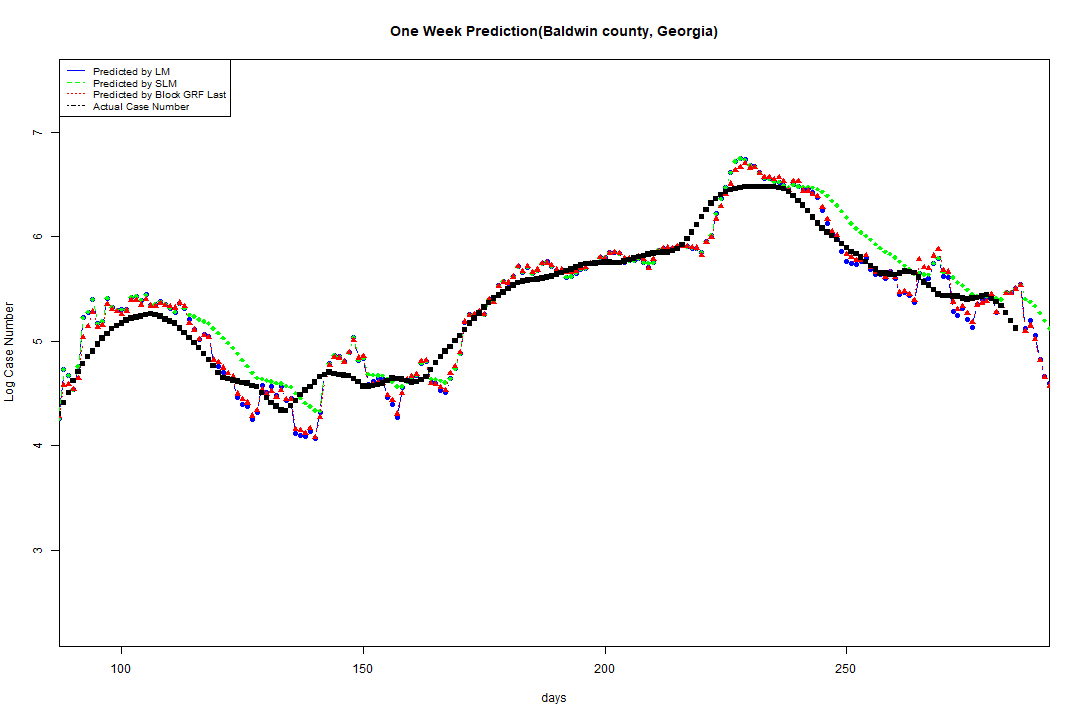 One Week Prediction(Baldwin county, Georgia)
Predicted by LM
Predicted by SLM
Predicted by Block GRF Last
Actual Case Number
7
6
5
4
3
Log Case Number
100 150 200 250
days